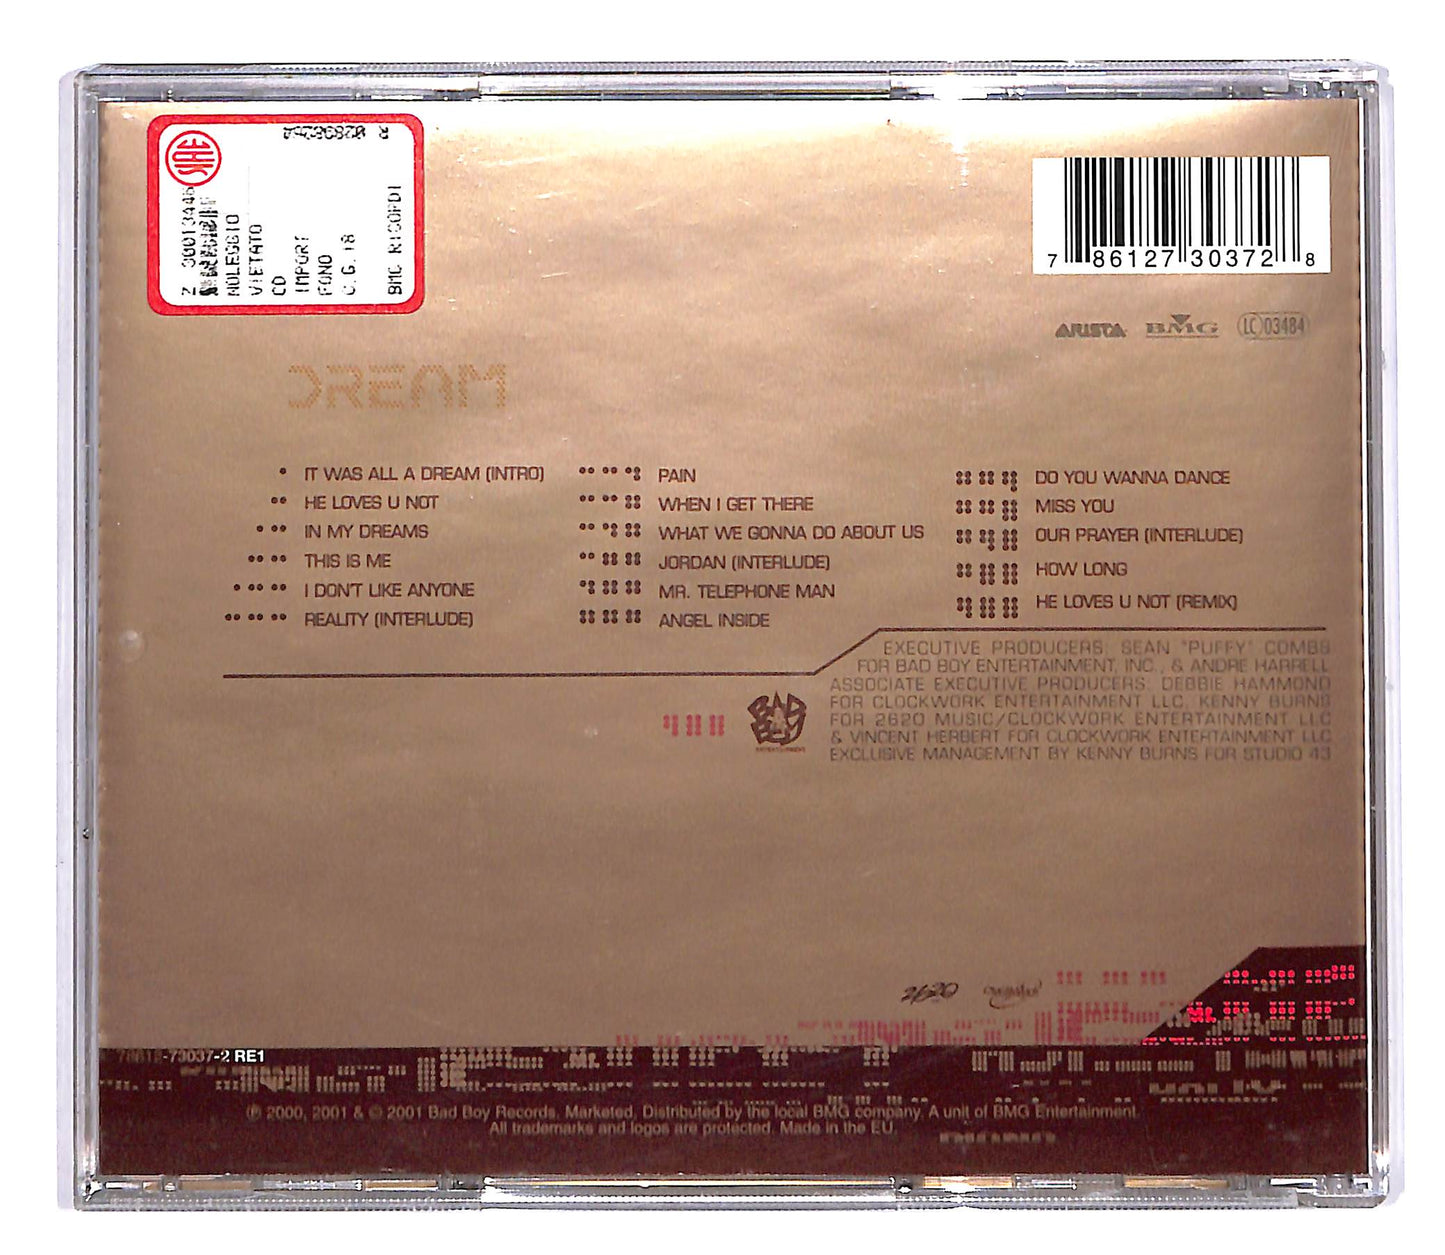 SIAE
Z 30013446
NOLEGGIO
VIETATO
CD
IMPORT
FONO
C.G. 18
BMG RICORDI
7 86127 30372 8
ARISTA BMG LC 03484
DREAM
IT WAS ALL A DREAM (INTRO)
HE LOVES U NOT
IN MY DREAMS
THIS IS ME
I DON'T LIKE ANYONE
REALITY (INTERLUDE)
PAIN
WHEN I GET THERE
WHAT WE GONNA DO ABOUT US
JORDAN (INTERLUDE)
MR. TELEPHONE MAN
ANGEL INSIDE
DO YOU WANNA DANCE
MISS YOU
OUR PRAYER (INTERLUDE)
HOW LONG
HE LOVES U NOT (REMIX)
EXECUTIVE PRODUCERS: SEAN "PUFFY" COMBS
FOR BAD BOY ENTERTAINMENT, INC., & ANDRE HARRELL
ASSOCIATE EXECUTIVE PRODUCERS: DEBBIE HAMMOND
FOR CLOCKWORK ENTERTAINMENT LLC, KENNY BURNS
FOR 2620 MUSIC/CLOCKWORK ENTERTAINMENT LLC
& VINCENT HERBERT FOR CLOCKWORK ENTERTAINMENT LLC
EXCLUSIVE MANAGEMENT BY KENNY BURNS FOR STUDIO 43
BAD BOY
ENTERTAINMENT
2620
78612-73037-2 RE1
℗ 2000, 2001 & © 2001 Bad Boy Records. Marketed. Distributed by the local BMG company. A unit of BMG Entertainment.
All trademarks and logos are protected. Made in the EU.